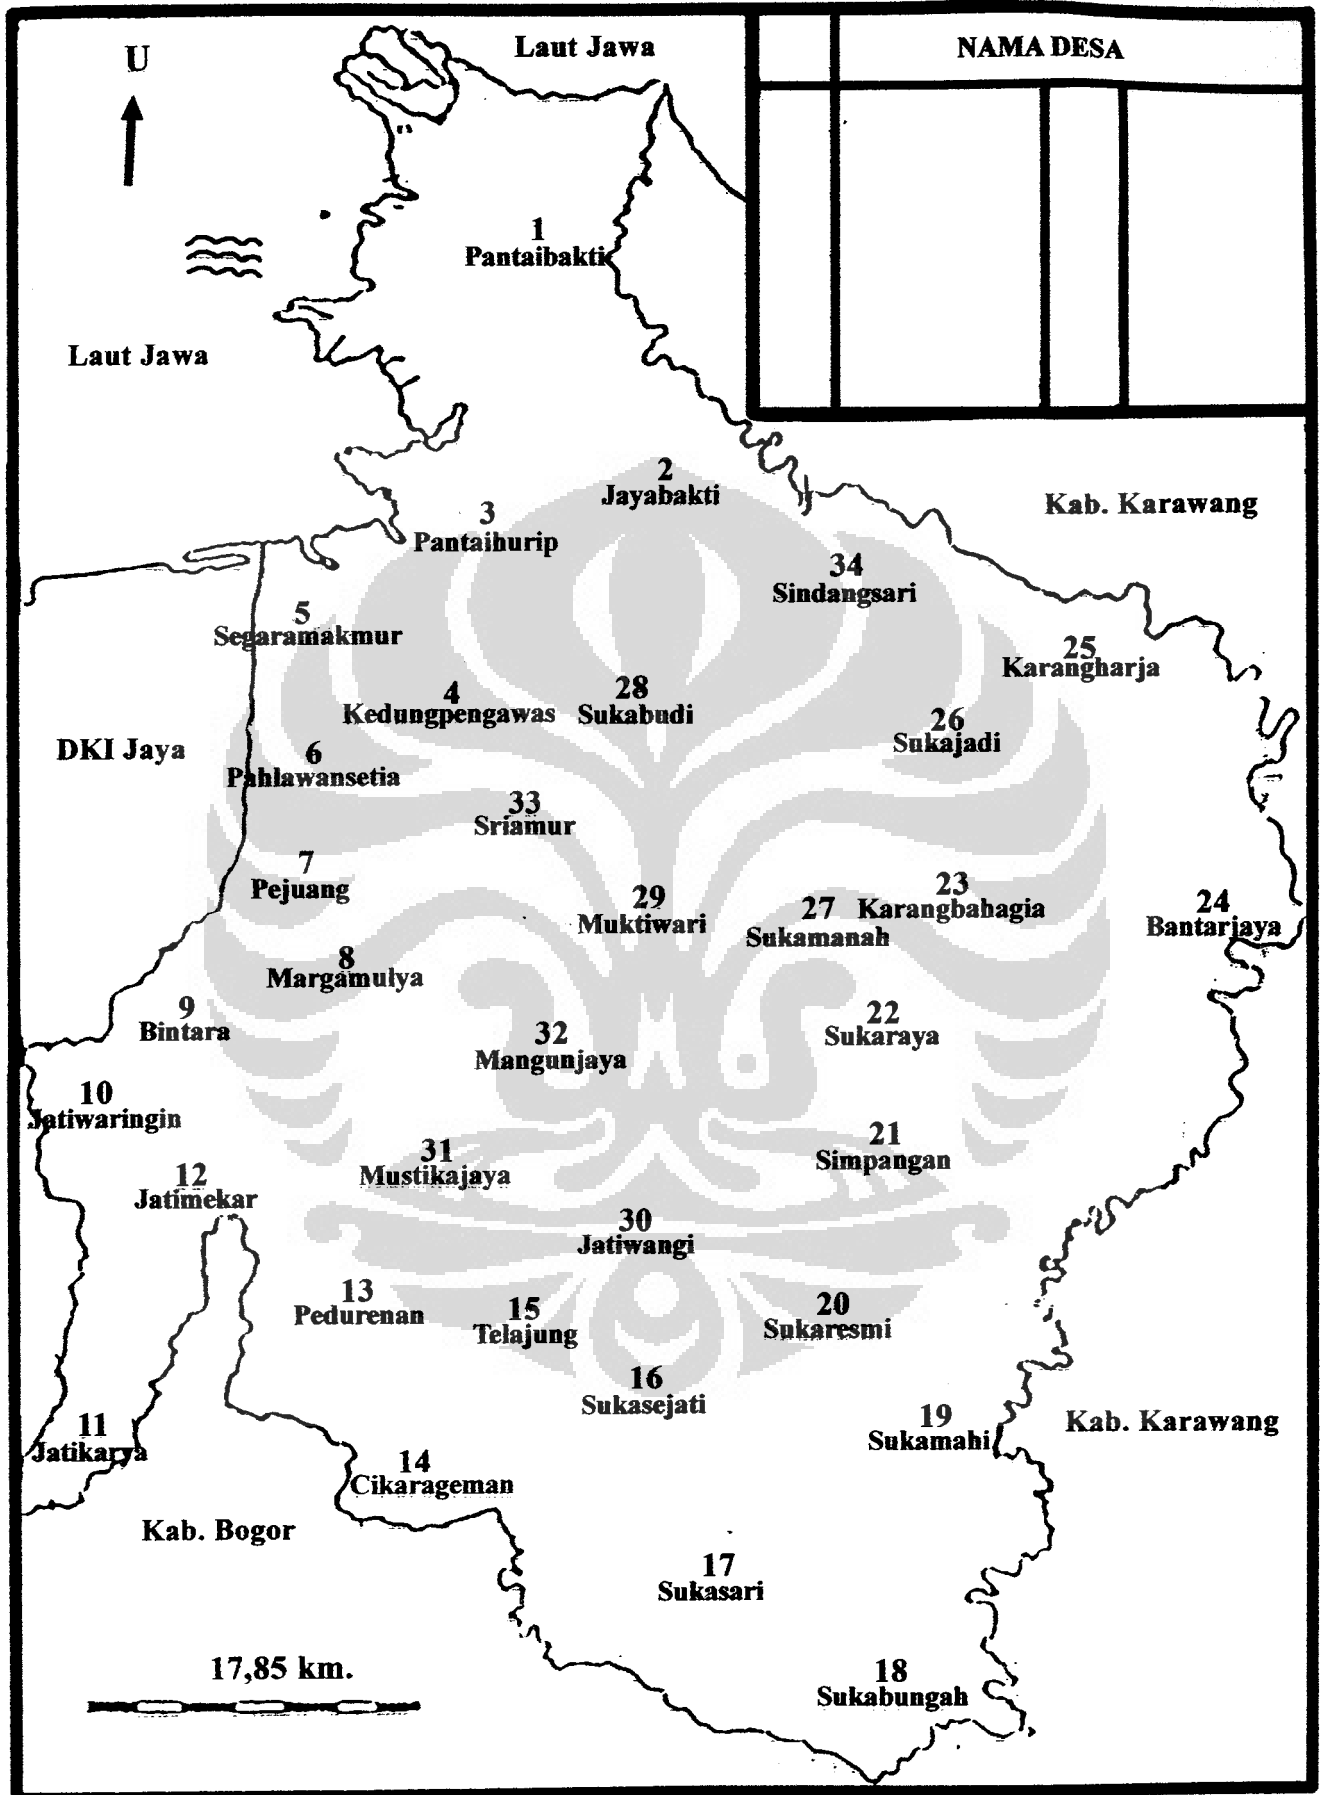 Laut Jawa
NAMA DESA
U
1
Pantaibakti
Laut Jawa
2
Jayabakti
Kab. Karawang
3
Pantaihurip
34
Sindangsari
5
Segaramakmur
25
Karangharja
4
Kedungpengawas
28
Sukabudi
26
Sukajadi
DKI Jaya
6
Pahlawansetia
33
Sriamur
7
Pejuang
29
Muktiwari
27
Sukamanah
23
Karangbahagia
24
Bantarjaya
8
Margamulya
9
Bintara
32
Mangunjaya
22
Sukaraya
10
Jatiwaringin
31
Mustikajaya
21
Simpangan
12
Jatimekar
30
Jatiwangi
13
Pedurenan
15
Telajung
20
Sukaresmi
16
Sukasejati
11
Jatikarya
19
Sukamahi
Kab. Karawang
14
Cikarageman
Kab. Bogor
17
Sukasari
17,85 km.
18
Sukabungah